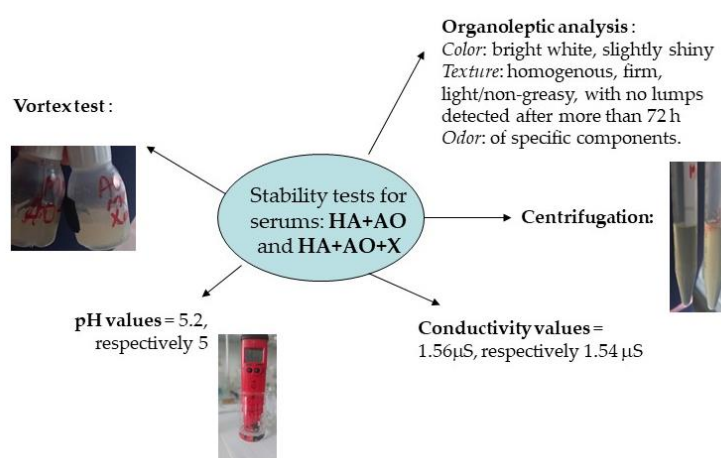 Organoleptic analysis :
Color: bright white, slightly shiny
Texture: homogenous, firm,
light/non-greasy, with no lumps
detected after more than 72 h
Odor: of specific components.
Vortex test :
Stability tests for
serums: HA+AO
and HA+AO+X
Centrifugation:
pH values = 5.2,
respectively 5
Conductivity values =
1.56µS, respectively 1.54 µS